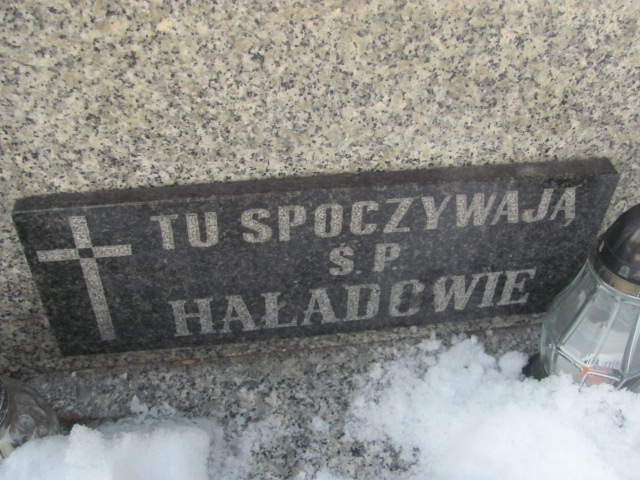 TU SPOCZYWAJĄ
Ś. P.
HAŁADOWIE